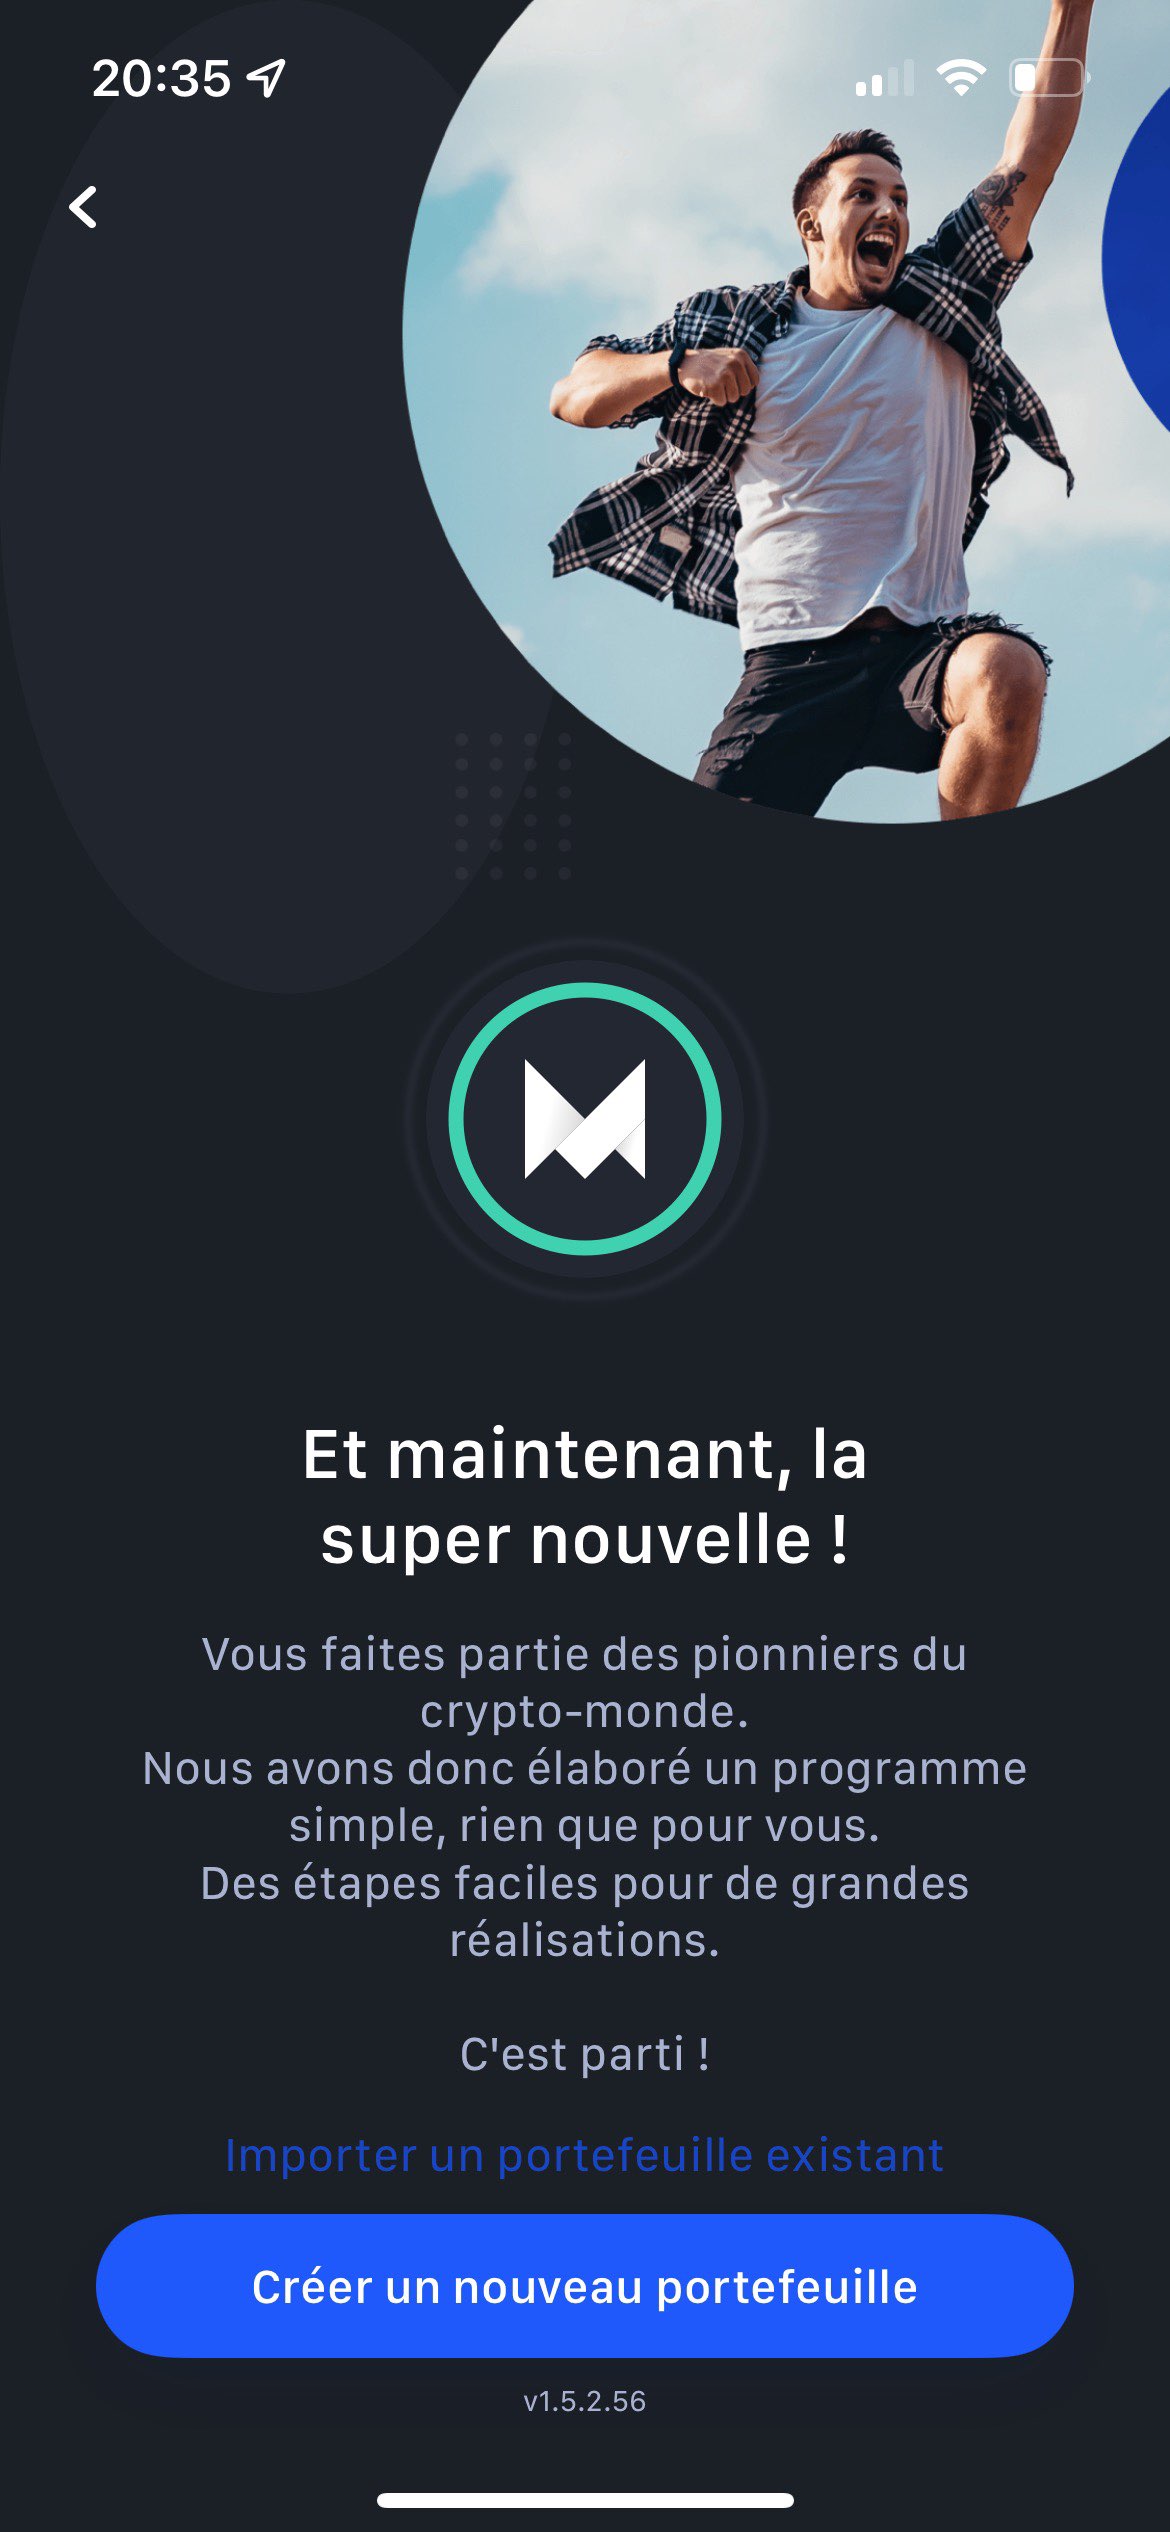 20:35
Et maintenant, la
super nouvelle !
Vous faites partie des pionniers du
crypto-monde.
Nous avons donc élaboré un programme
simple, rien que pour vous.
Des étapes faciles pour de grandes
réalisations.
C'est parti !
Importer un portefeuille existant
Créer un nouveau portefeuille
v1.5.2.56